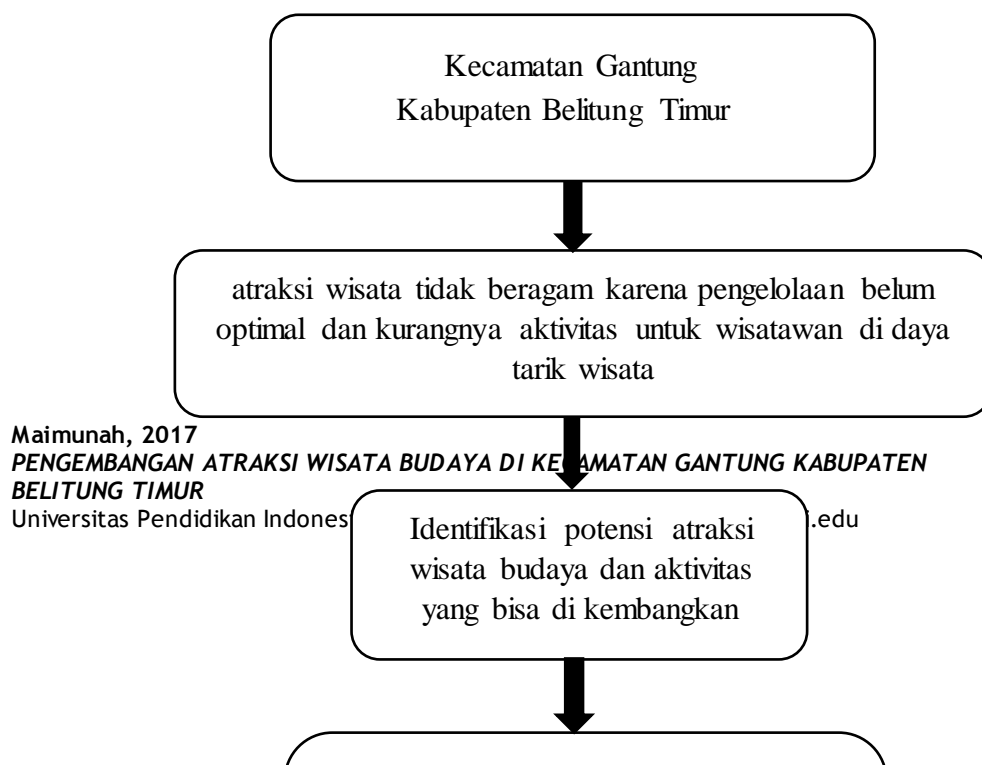 Kecamatan Gantung
Kabupaten Belitung Timur
atraksi wisata tidak beragam karena pengelolaan belum
optimal dan kurangnya aktivitas untuk wisatawan di daya
tarik wisata
Maimunah, 2017
PENGEMBANGAN ATRAKSI WISATA BUDAYA DI KECAMATAN GANTUNG KABUPATEN
BELITUNG TIMUR
Universitas Pendidikan .edu
Identifikasi potensi atraksi
wisata budaya dan aktivitas
yang bisa di kembangkan